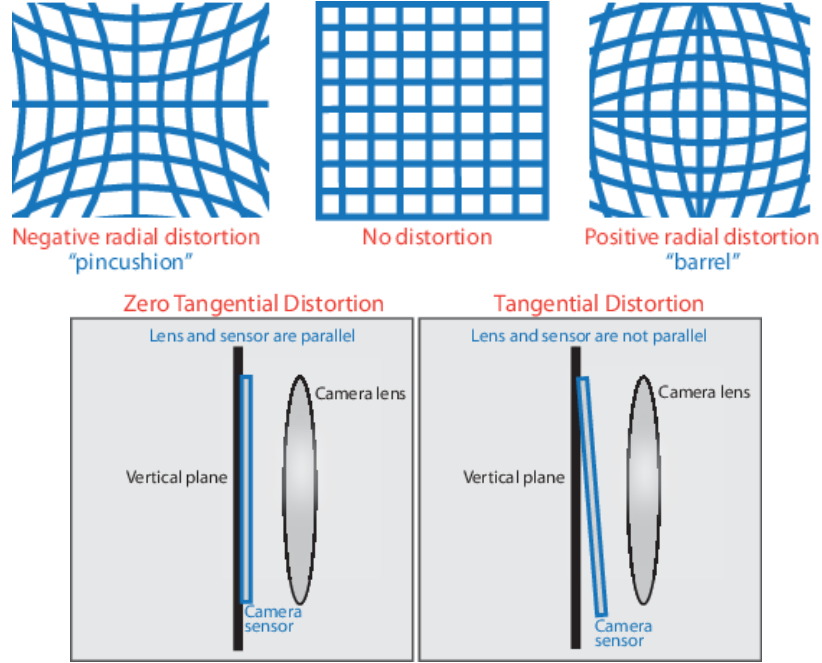 Negative radial distortion
"pincushion"
No distortion
Positive radial distortion
"barrel"
Zero Tangential Distortion
Lens and sensor are parallel
Camera lens
Vertical plane
Camera
sensor
Tangential Distortion
Lens and sensor are not parallel
Camera lens
Vertical plane
Camera
sensor